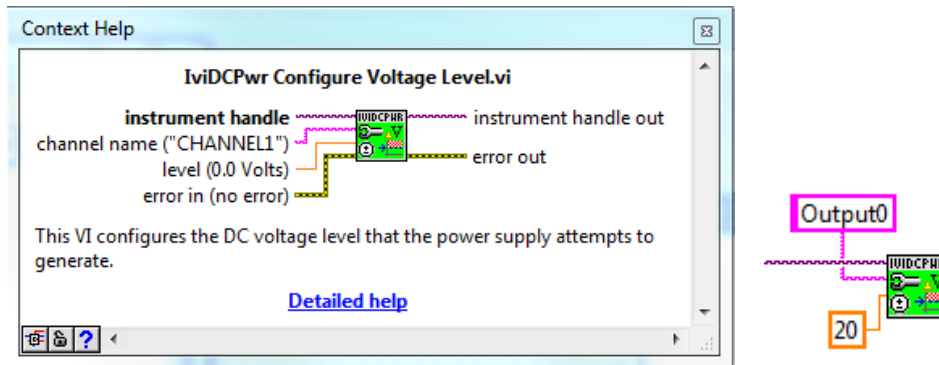 Context Help
IviDCPwr Configure Voltage Level.vi
instrument handle
channel name ("CHANNEL1")
level (0.0 Volts)
error in (no error)
IVIDCPWR
instrument handle out
error out
This VI configures the DC voltage level that the power supply attempts to
generate.
Detailed help
?
Output0
IVIDCPW
20